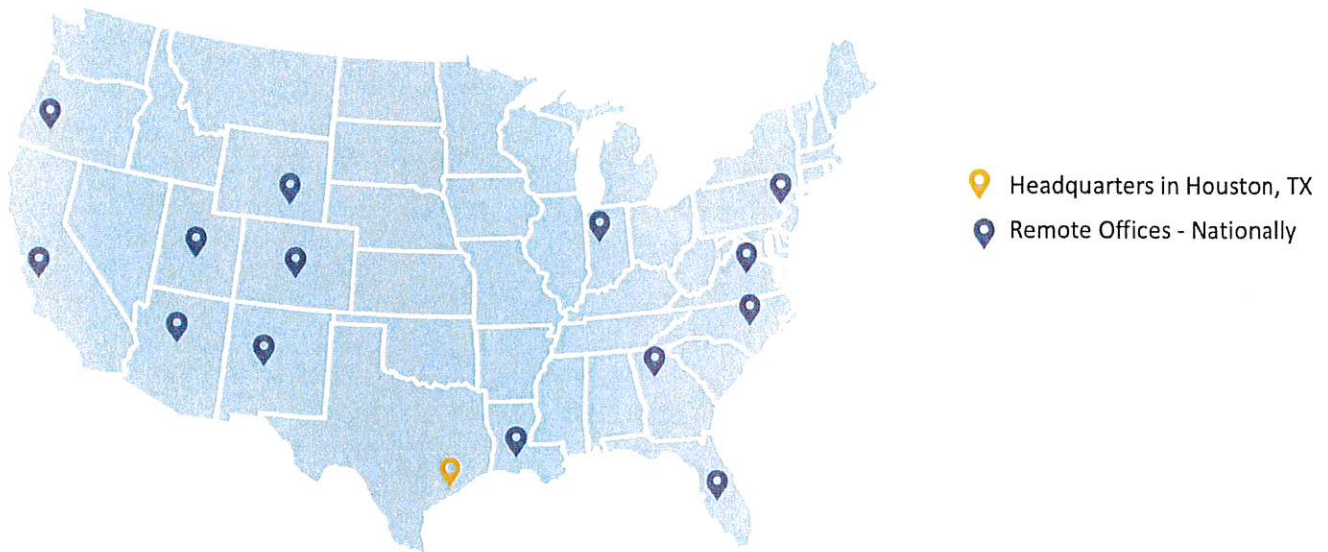 Headquarters in Houston, TX
Remote Offices - Nationally